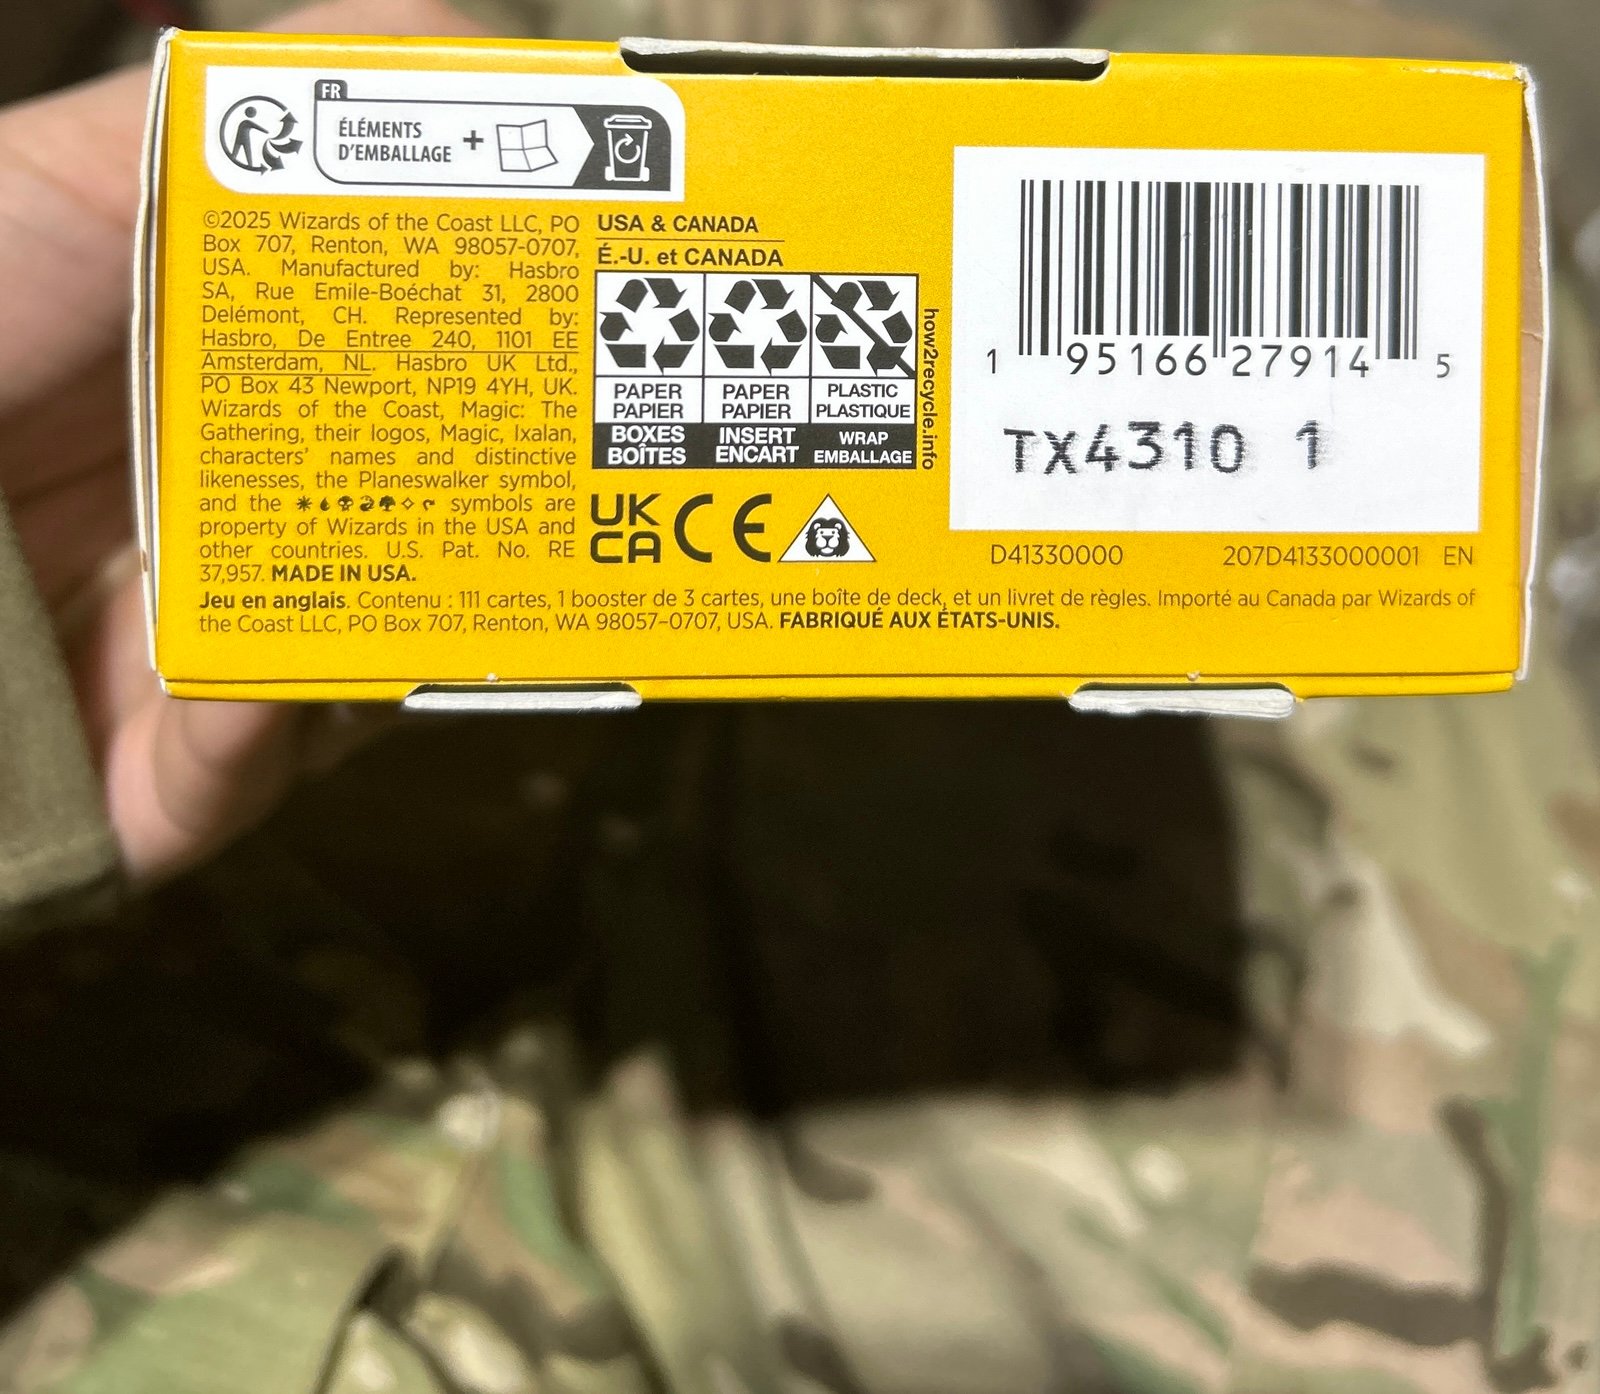 FR
ÉLÉMENTS
D'EMBALLAGE +
©2025 Wizards of the Coast LLC, PO
Box 707, Renton, WA 98057-0707,
USA. Manufactured by: Hasbro
SA, Rue Emile-Boéchat 31, 2800
Delémont, CH. Represented by:
Hasbro, De Entree 240, 1101 EE
Amsterdam, NL. Hasbro UK Ltd.,
PO Box 43 Newport, NP19 4YH, UK.
Wizards of the Coast, Magic: The
Gathering, their logos, Magic, Ixalan,
characters' names and distinctive
likenesses, the Planeswalker symbol,
and the symbols are
property of Wizards in the USA and
other countries. U.S. Pat. No. RE
37,957. MADE IN USA.
USA & CANADA
É.-U. et CANADA
PAPER PAPER PLASTIC
PAPIER PAPIER PLASTIQUE
BOXES INSERT WRAP
BOÎTES ENCART EMBALLAGE
how2recycle.info
UK
CA CE
1 95166 27914 5
TX4310 1
D41330000 207D4133000001 EN
Jeu en anglais. Contenu : 111 cartes, 1 booster de 3 cartes, une boîte de deck, et un livret de règles. Importé au Canada par Wizards of
the Coast LLC, PO Box 707, Renton, WA 98057-0707, USA. FABRIQUÉ AUX ÉTATS-UNIS.